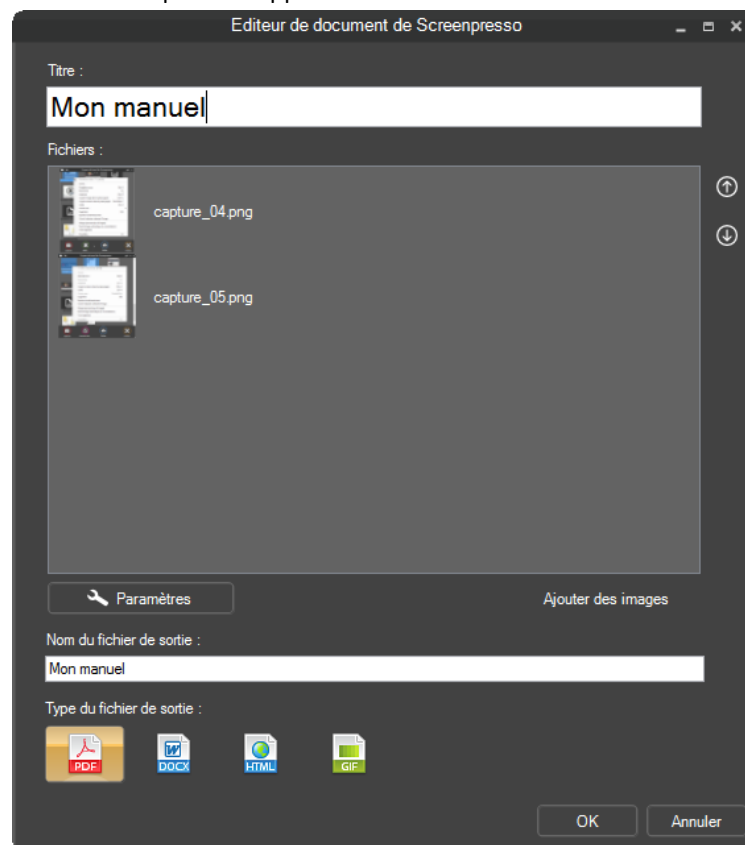 Editeur de document de Screenpresso
Titre :
Mon manuel
Fichiers :
capture_04.png
capture_05.png
Paramètres
Ajouter des images
Nom du fichier de sortie :
Mon manuel
Type du fichier de sortie :
PDF
W
DOCX
HTML
GIF
OK
Annuler